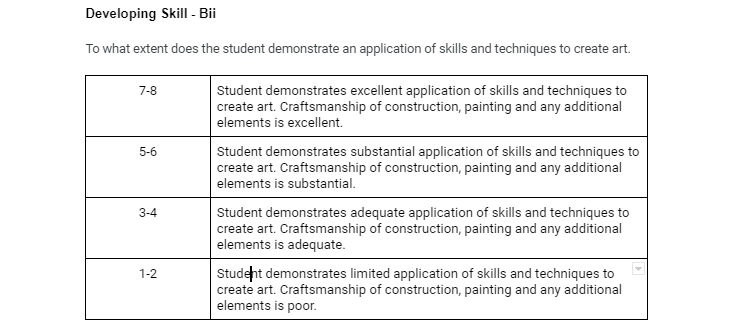 Developing Skill - Bii
To what extent does the student demonstrate an application of skills and techniques to create art.
7-8
Student demonstrates excellent application of skills and techniques to
create art. Craftsmanship of construction, painting and any additional
elements is excellent.
5-6
Student demonstrates substantial application of skills and techniques to
create art. Craftsmanship of construction, painting and any additional
elements is substantial.
3-4
Student demonstrates adequate application of skills and techniques to
create art. Craftsmanship of construction, painting and any additional
elements is adequate.
1-2
Student demonstrates limited application of skills and techniques to
create art. Craftsmanship of construction, painting and any additional
elements is poor.